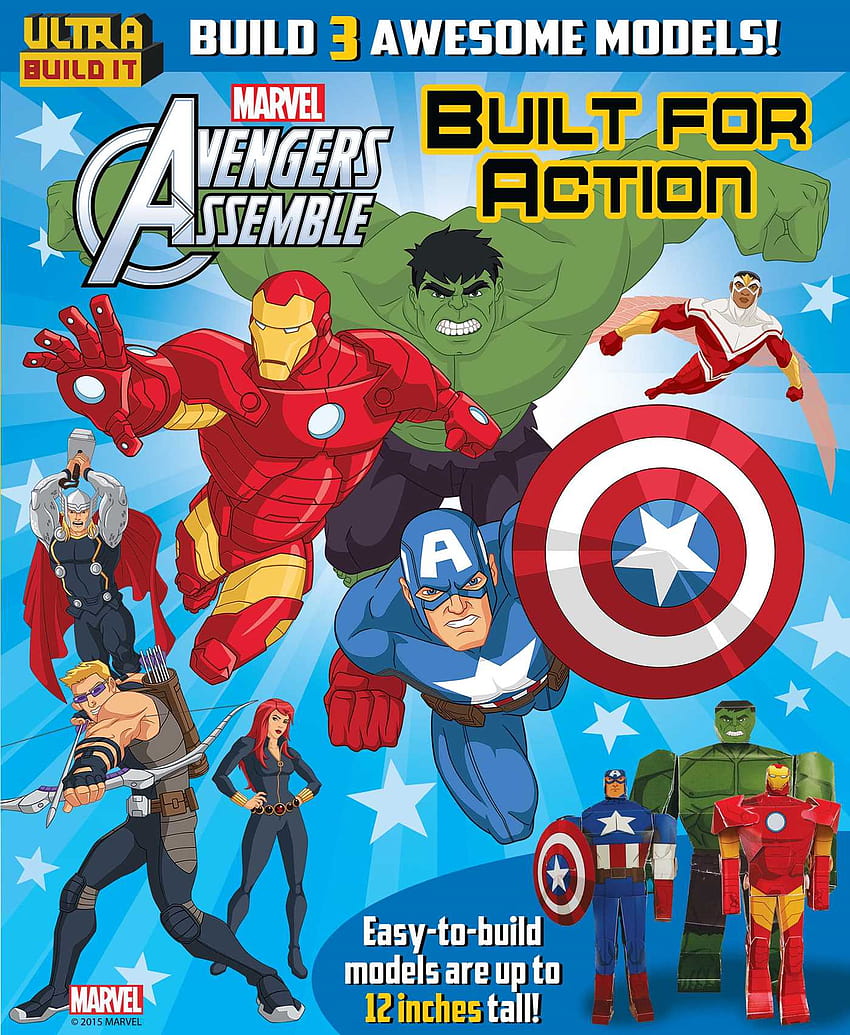 ULTRA
BUILD IT
BUILD 3 AWESOME MODELS!
MARVEL
AVENGERS
ASSEMBLE
BUILT FOR
ACTION
A
Easy-to-build
models are up to
12 inches tall!
MARVEL
© 2015 MARVEL